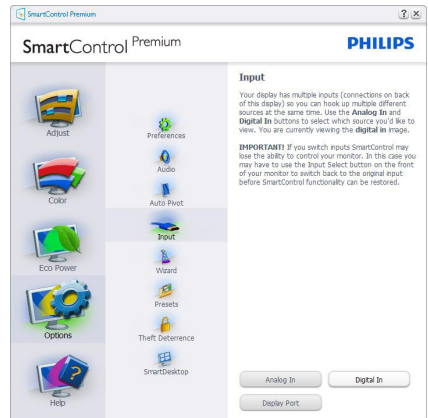 SmartControl Premium
SmartControl Premium
PHILIPS
Adjust
Color
Eco Power
Options
Help
Preferences
Audio
Auto Pivot
Input
Wizard
Presets
Theft Deterrence
SmartDesktop
Input
Your display has multiple inputs (connections on back
of this display) so you can hook up multiple different
sources at the same time. Use the Analog In and
Digital In buttons to select which source you'd like to
view. You are currently viewing the digital in image.
IMPORTANT! If you switch inputs SmartControl may
lose the ability to control your monitor. In this case you
may have to use the Input Select button on the front
of your monitor to switch back to the original input
before SmartControl functionality can be restored.
Analog In
Digital In
Display Port